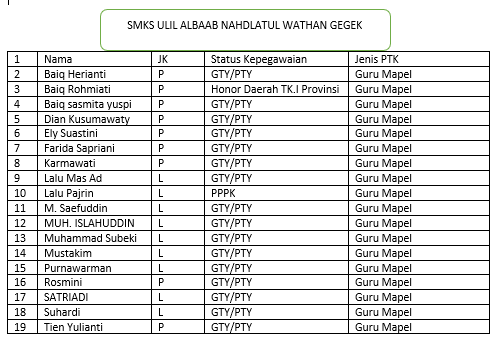 SMKS ULIL ALBAAB NAHDLATUL WATHAN GEGEK
1 Nama JK Status Kepegawaian Jenis PTK
2 Baiq Herianti P GTY/PTY Guru Mapel
3 Baiq Rohmiati P Honor Daerah TK.I Provinsi Guru Mapel
4 Baiq sasmita yuspi P GTY/PTY Guru Mapel
5 Dian Kusumawaty P GTY/PTY Guru Mapel
6 Ely Suastini P GTY/PTY Guru Mapel
7 Farida Sapriani P GTY/PTY Guru Mapel
8 Karmawati P GTY/PTY Guru Mapel
9 Lalu Mas Ad L GTY/PTY Guru Mapel
10 Lalu Pajrin L PPPK Guru Mapel
11 M. Saefuddin L GTY/PTY Guru Mapel
12 MUH. ISLAHUDDIN L GTY/PTY Guru Mapel
13 Muhammad Subeki L GTY/PTY Guru Mapel
14 Mustakim L GTY/PTY Guru Mapel
15 Purnawarman L GTY/PTY Guru Mapel
16 Rosmini P GTY/PTY Guru Mapel
17 SATRIADI L GTY/PTY Guru Mapel
18 Suhardi L GTY/PTY Guru Mapel
19 Tien Yulianti P GTY/PTY Guru Mapel